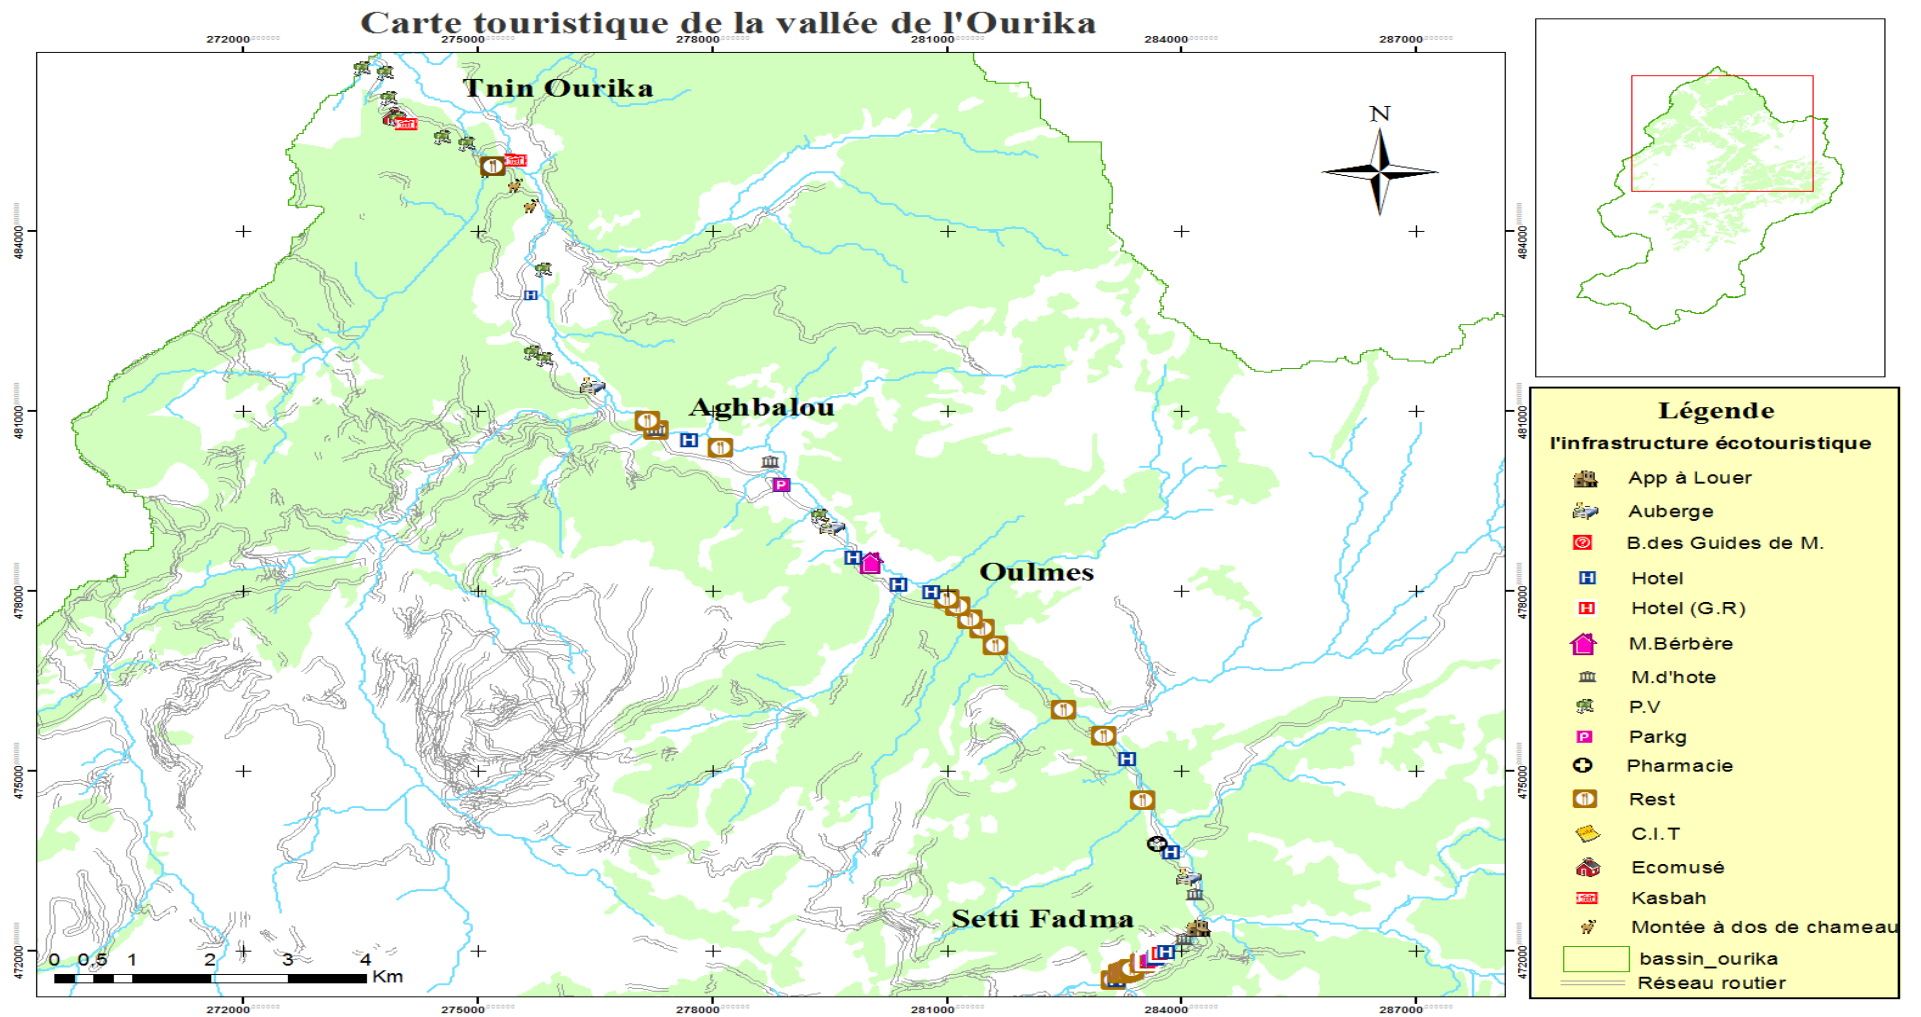 Carte touristique de la vallée de l'Ourika
272000 275000 278000 281000 284000 287000
Tnin Ourika
N
484000 484000
Aghbalou
481000 481000
Oulmes
478000 478000
475000 475000
Setti Fadma
472000 472000
0 0.5 1 2 3 4
Km
272000 275000 278000 281000 284000 287000
Légende
l'infrastructure écotouristique
App à Louer
Auberge
B.des Guides de M.
H Hotel
H Hotel (G.R)
M.Bérbère
M.d'hote
P.V
P Parkg
Pharmacie
Rest
C.I.T
Ecomusé
Kasbah
Montée à dos de chameau
bassin_ourika
Réseau routier